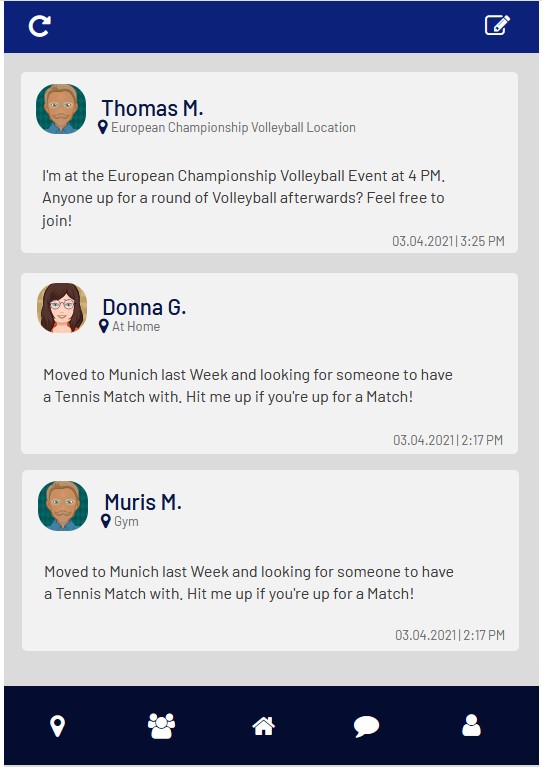 Thomas M.
European Championship Volleyball Location
I'm at the European Championship Volleyball Event at 4 PM.
Anyone up for a round of Volleyball afterwards? Feel free to
join!
03.04.2021 | 3:25 PM
Donna G.
At Home
Moved to Munich last Week and looking for someone to have
a Tennis Match with. Hit me up if you're up for a Match!
03.04.2021 | 2:17 PM
Muris M.
Gym
Moved to Munich last Week and looking for someone to have
a Tennis Match with. Hit me up if you're up for a Match!
03.04.2021 | 2:17 PM